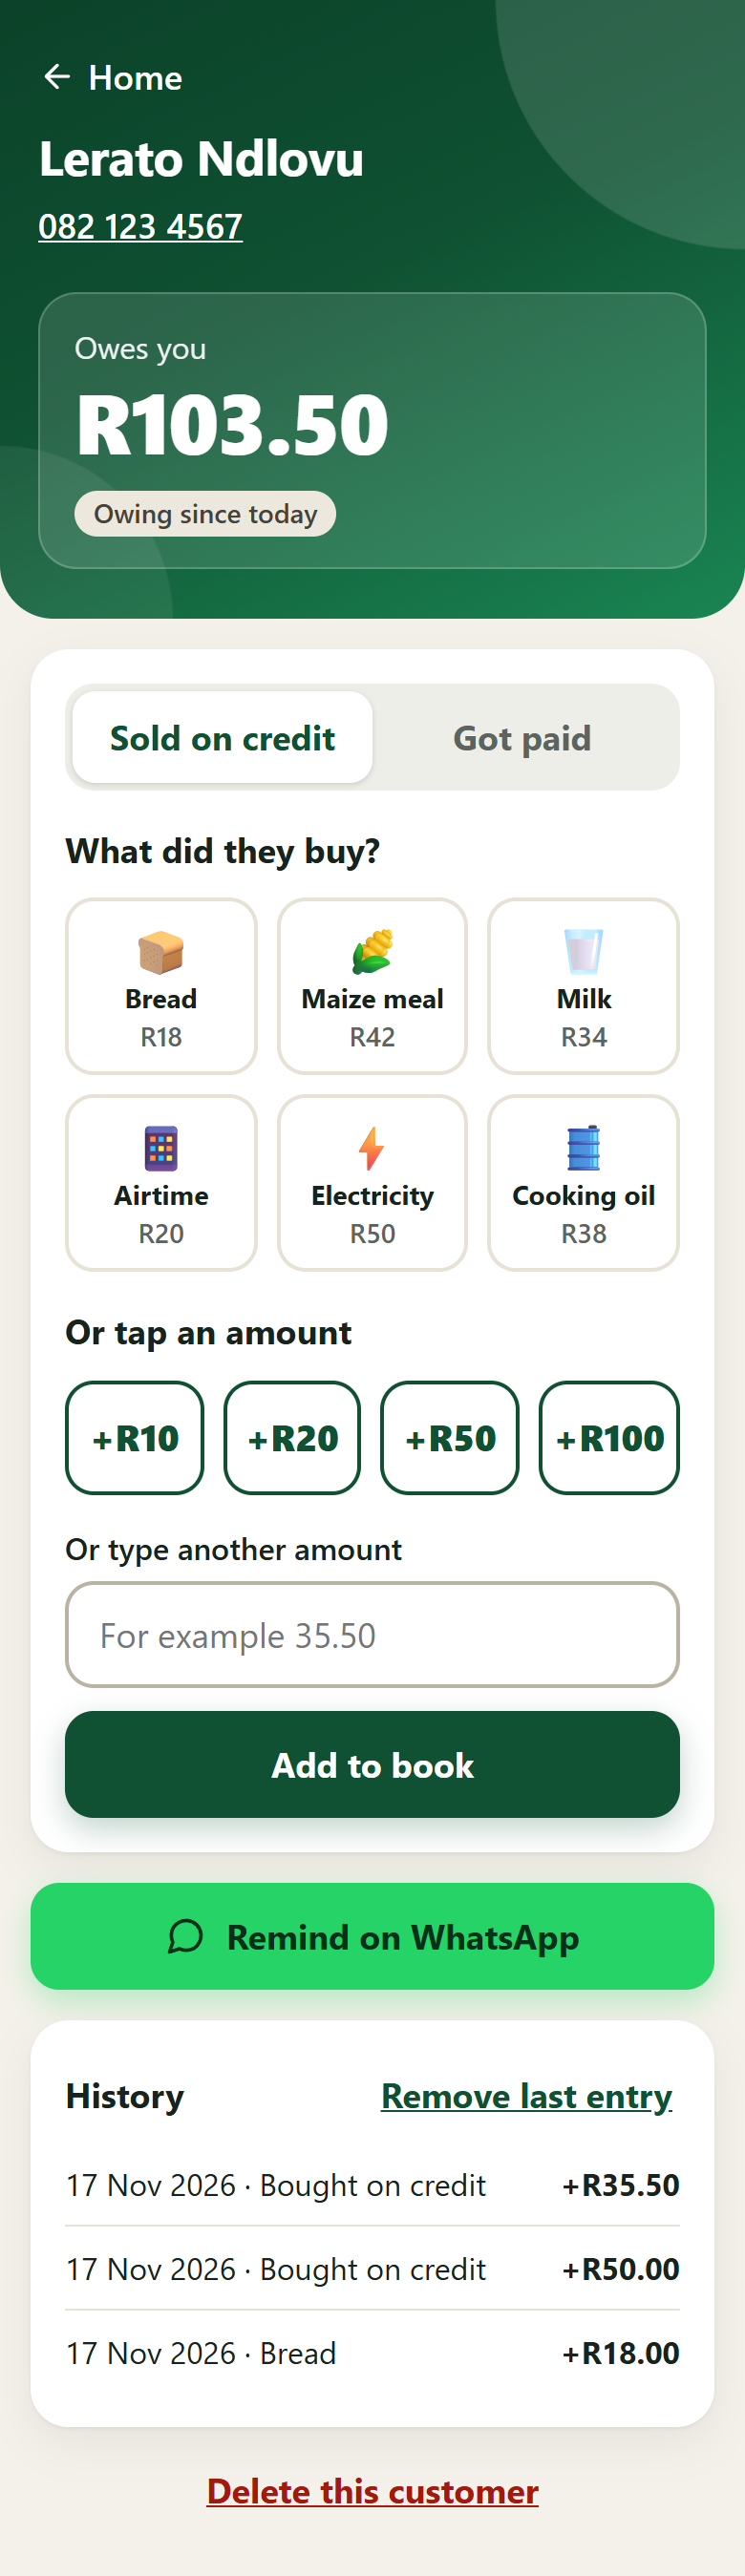 ← Home
Lerato Ndlovu
082 123 4567
Owes you
R103.50
Owing since today
Sold on credit
Got paid
What did they buy?
Bread
R18
Maize meal
R42
Milk
R34
Airtime
R20
Electricity
R50
Cooking oil
R38
Or tap an amount
+R10
+R20
+R50
+R100
Or type another amount
For example 35.50
Add to book
Remind on WhatsApp
History
Remove last entry
17 Nov 2026 · Bought on credit +R35.50
17 Nov 2026 · Bought on credit +R50.00
17 Nov 2026 · Bread +R18.00
Delete this customer